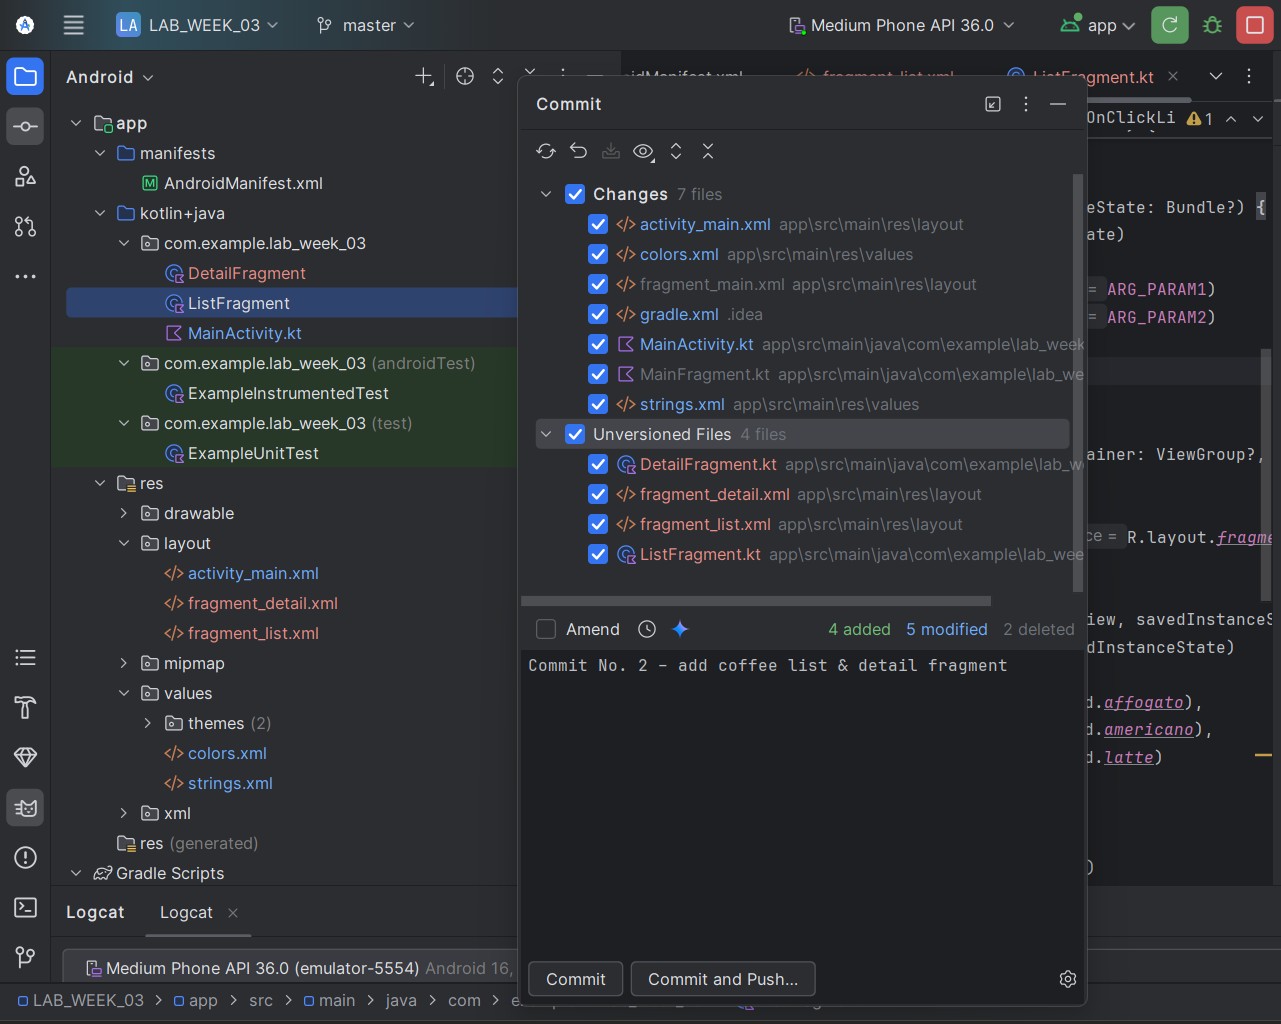 LA LAB_WEEK_03
master
Medium Phone API 36.0
app
Android
app
manifests
AndroidManifest.xml
kotlin+java
com.example.lab_week_03
DetailFragment
ListFragment
MainActivity.kt
com.example.lab_week_03 (androidTest)
ExampleInstrumentedTest
com.example.lab_week_03 (test)
ExampleUnitTest
res
drawable
layout
activity_main.xml
fragment_detail.xml
fragment_list.xml
mipmap
values
themes (2)
colors.xml
strings.xml
xml
res (generated)
Gradle Scripts
Commit
Changes 7 files
activity_main.xml app\src\main\res\layout
colors.xml app\src\main\res\values
fragment_main.xml app\src\main\res\layout
gradle.xml .idea
MainActivity.kt app\src\main\java\com\example\lab_week
MainFragment.kt app\src\main\java\com\example\lab_we
strings.xml app\src\main\res\values
Unversioned Files 4 files
DetailFragment.kt app\src\main\java\com\example\lab_w
fragment_detail.xml app\src\main\res\layout
fragment_list.xml app\src\main\res\layout
ListFragment.kt app\src\main\java\com\example\lab_wee
Amend
4 added 5 modified 2 deleted
Commit No. 2 - add coffee list & detail fragment
Commit
Commit and Push...
idManifest.xml
fragment_list.xml
ListFragment.kt
OnClickLi
1
eState: Bundle?) {
ate)
= ARG_PARAM1)
= ARG_PARAM2)
ainer: ViewGroup?,
ce = R.layout.fragme
iew, savedInstanceS
dInstanceState)
d.affogato),
d.americano),
d.latte)
)
Logcat
Logcat
Medium Phone API 36.0 (emulator-5554) Android 16,
LAB_WEEK_03 > app > src > main > java > com > e